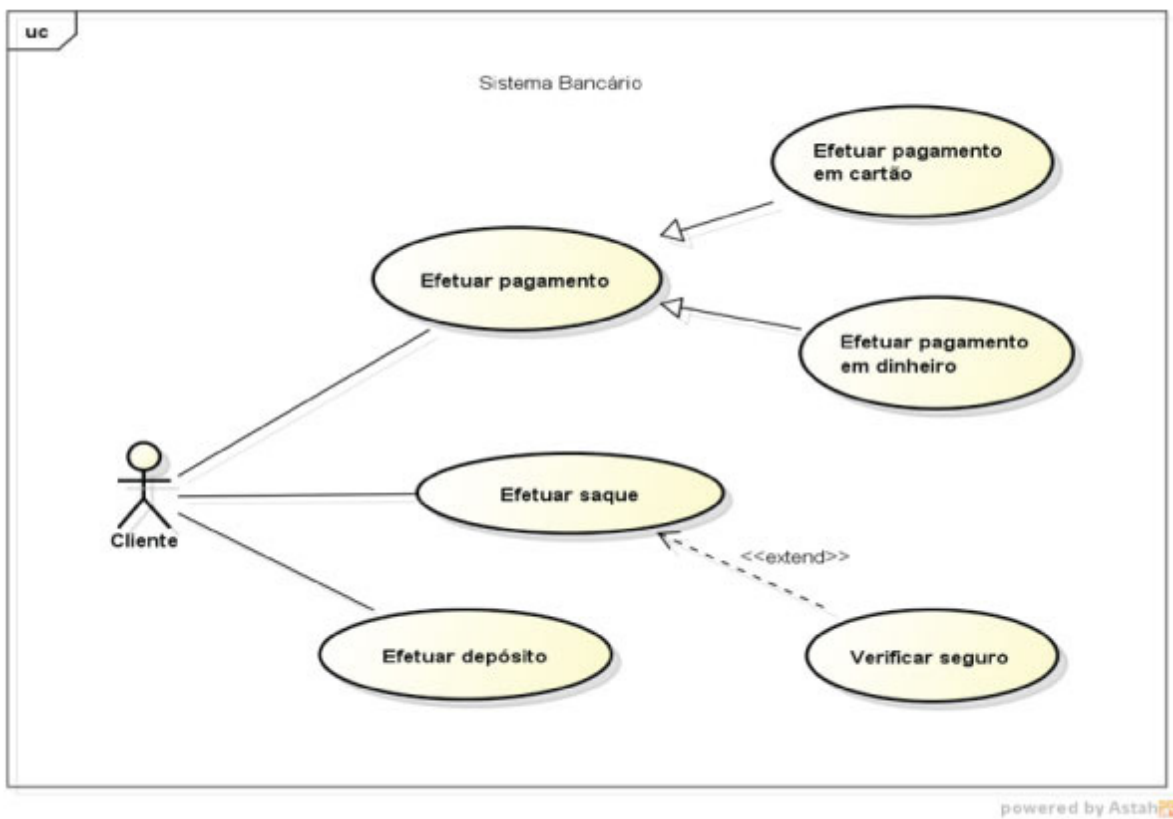 uc
Sistema Bancário
Efetuar pagamento
em cartão
Efetuar pagamento
Efetuar pagamento
em dinheiro
Efetuar saque
Cliente
<<extend>>
Efetuar depósito
Verificar seguro
powered by Astah